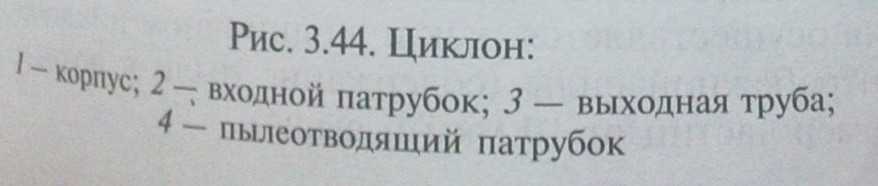 Рис. 3.44. Циклон:
1 — корпус; 2 — входной патрубок; 3 — выходная труба;
4 — пылеотводящий патрубок